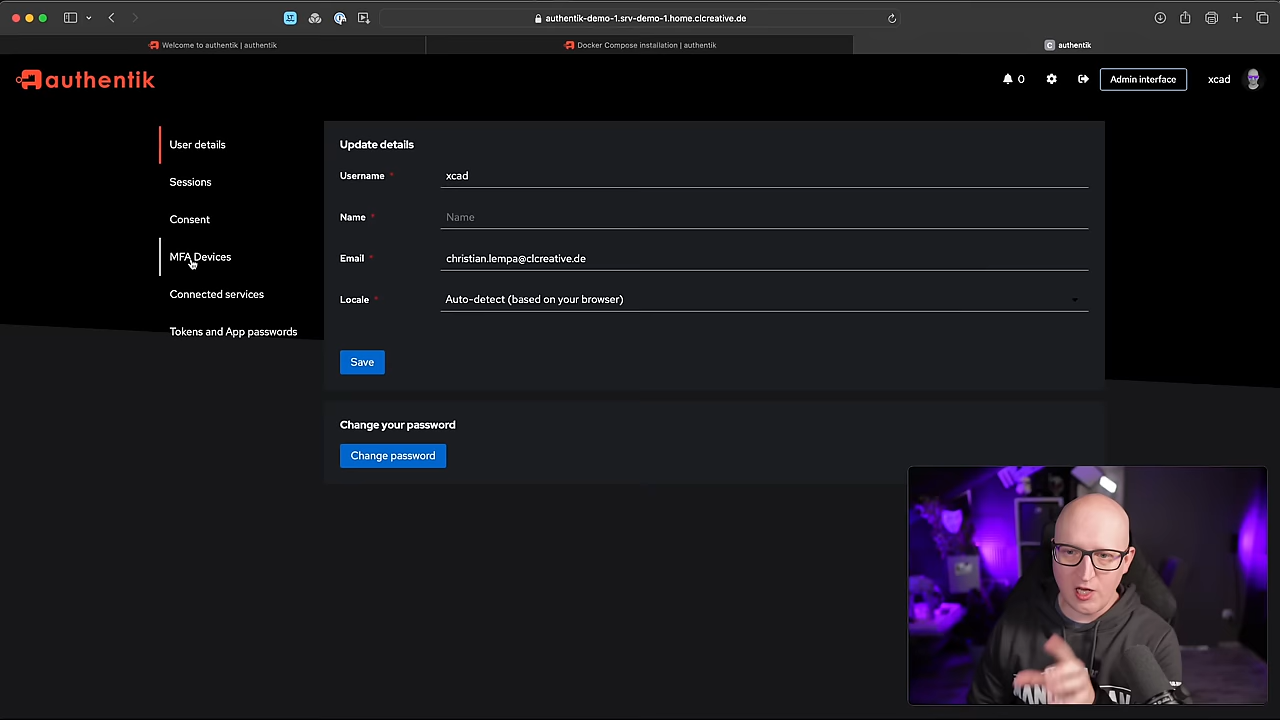 authentik-demo-1.srv-demo-1.home.clcreative.de
Welcome to authentik | authentik
Docker Compose installation | authentik
C authentik
authentik
0
Admin interface
xcad
User details
Sessions
Consent
MFA Devices
Connected services
Tokens and App passwords
Update details
Username *
xcad
Name *
Name
Email *
christian.lempa@clcreative.de
Locale *
Auto-detect (based on your browser)
Save
Change your password
Change password